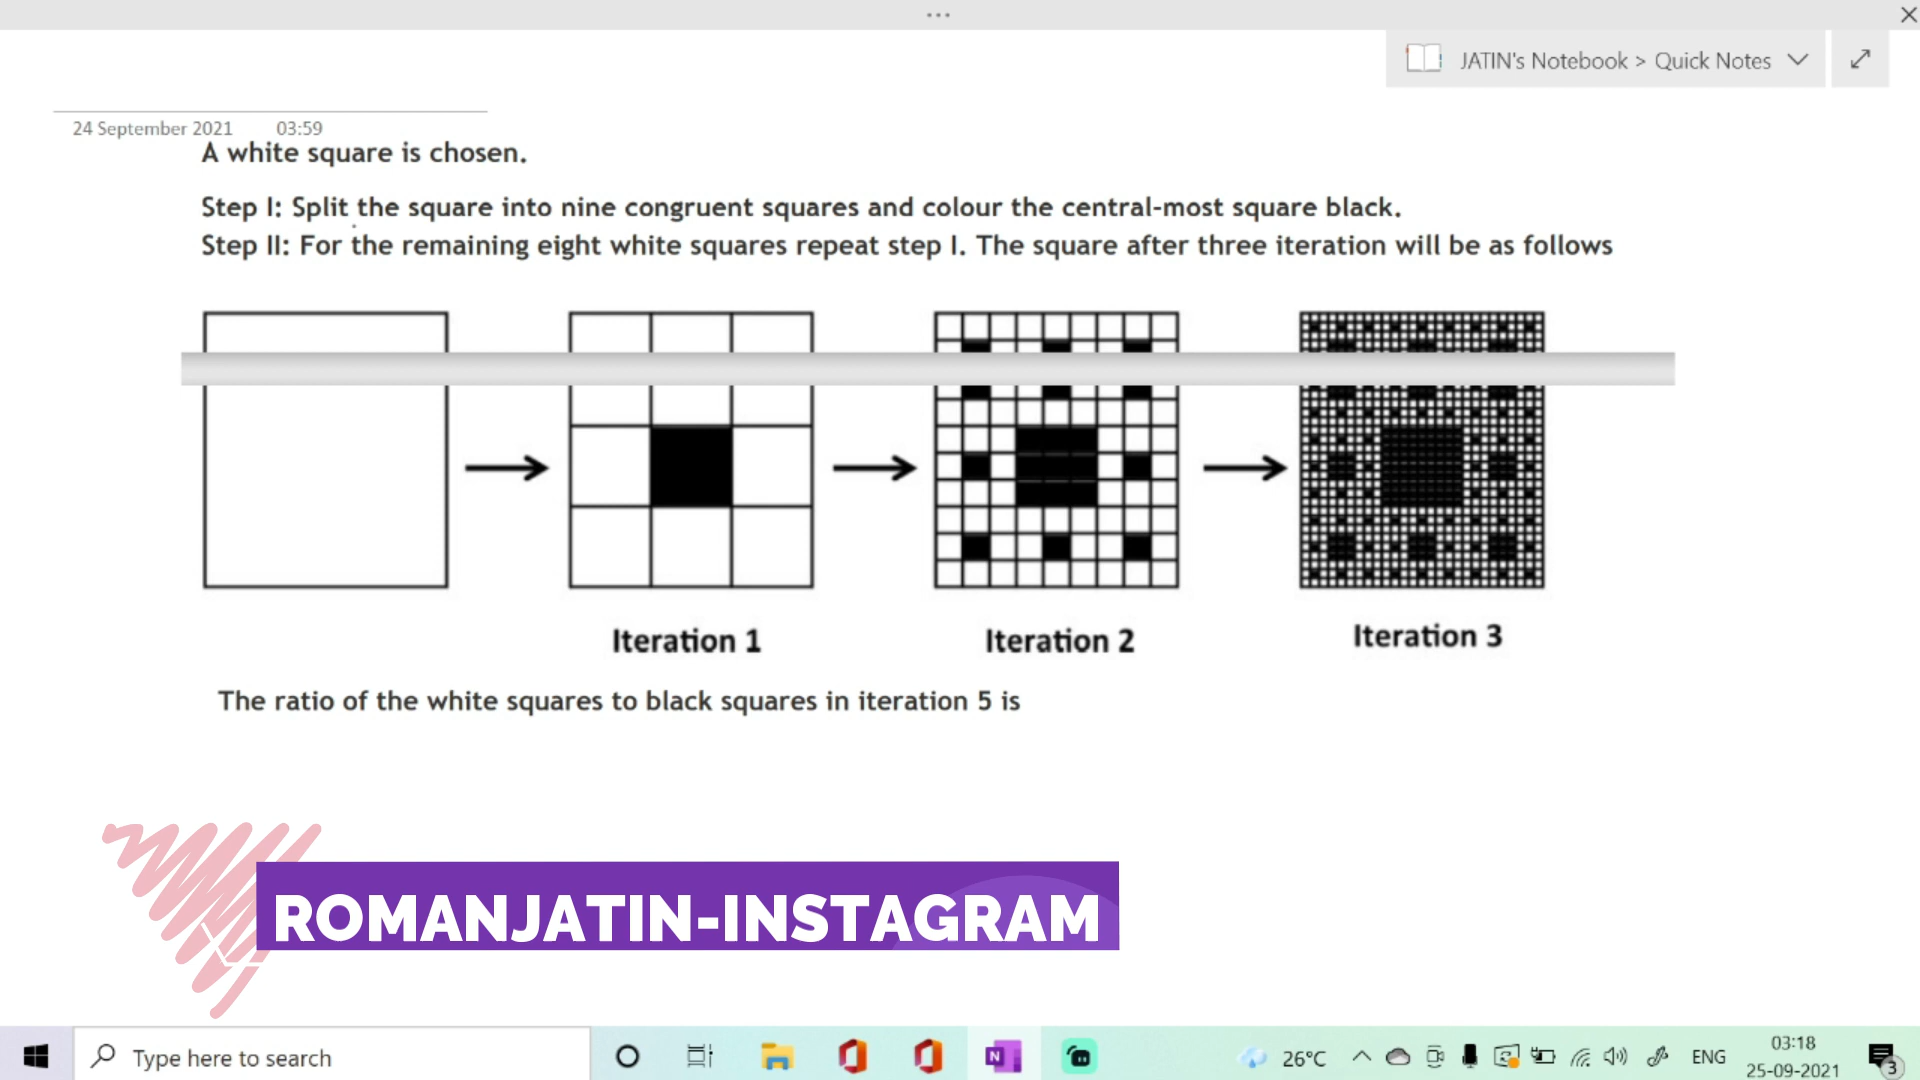 JATIN's Notebook > Quick Notes
24 September 2021 03:59
A white square is chosen.
Step I: Split the square into nine congruent squares and colour the central-most square black.
Step II: For the remaining eight white squares repeat step I. The square after three iteration will be as follows
Iteration 1
Iteration 2
Iteration 3
The ratio of the white squares to black squares in iteration 5 is
ROMANJATIN-INSTAGRAM
Type here to search
N
26°C
ENG
03:18
25-09-2021
3